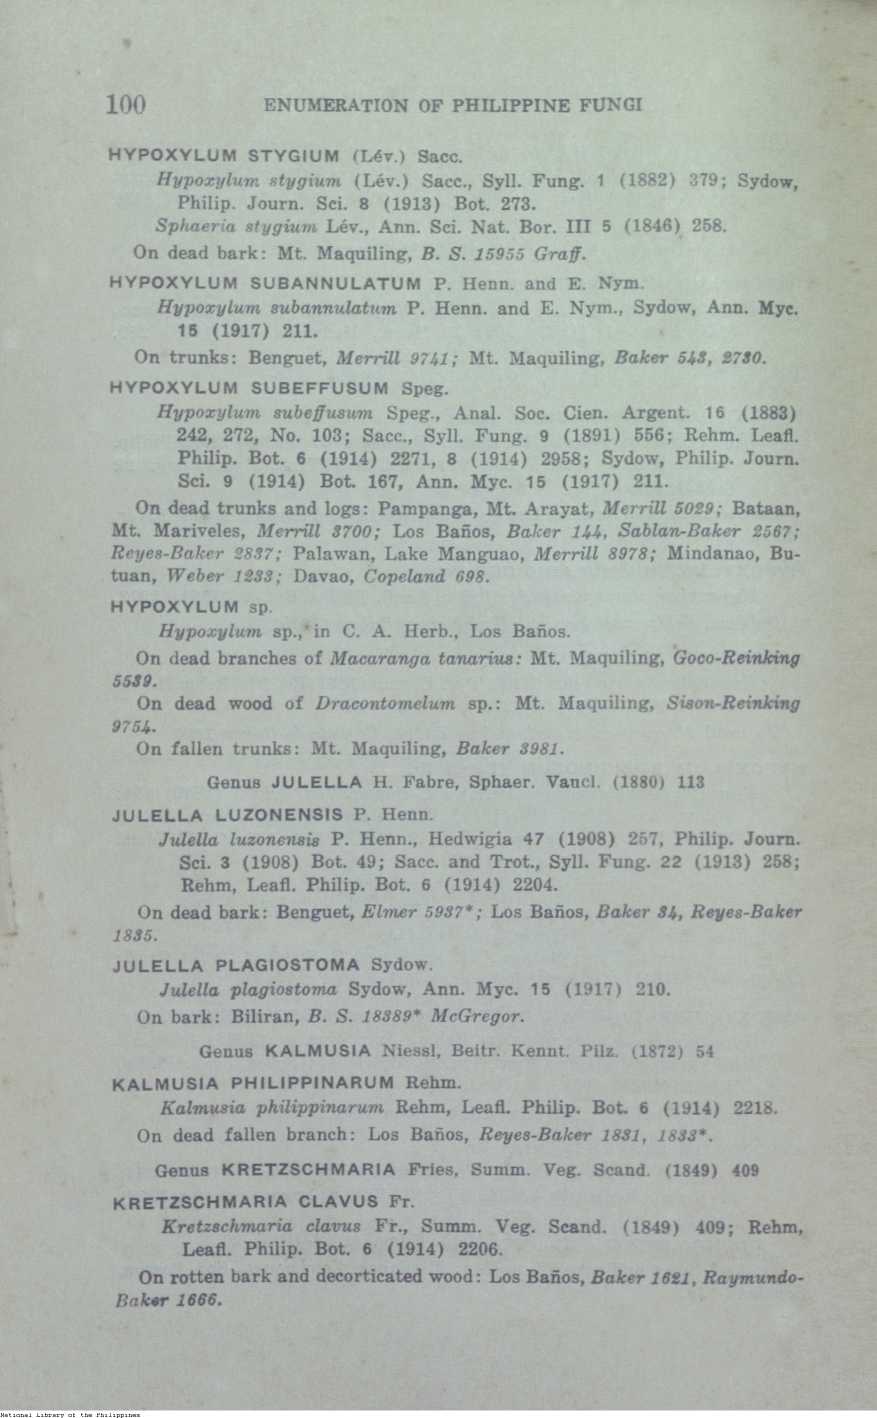 100 ENUMERATION OF PHILIPPINE FUNGI
HYPOXYLUM STYGIUM (Lév.) Sacc.
Hypoxylum stygium (Lév.) Sacc., Syll. Fung. 1 (1882) 379; Sydow,
Philip. Journ. Sci. 8 (1913) Bot. 273.
Sphaeria stygium Lév., Ann. Sci. Nat. Bor. III 5 (1846) 258.
On dead bark: Mt. Maquiling, B. S. 15955 Graff.
HYPOXYLUM SUBANNULATUM P. Henn. and E. Nym.
Hypoxylum subannulatum P. Henn. and E. Nym., Sydow, Ann. Myc.
15 (1917) 211.
On trunks: Benguet, Merrill 9741; Mt. Maquiling, Baker 543, 2730.
HYPOXYLUM SUBEFFUSUM Speg.
Hypoxylum subeffusum Speg., Anal. Soc. Cien. Argent. 16 (1883)
242, 272, No. 103; Sacc., Syll. Fung. 9 (1891) 556; Rehm. Leafl.
Philip. Bot. 6 (1914) 2271, 8 (1914) 2958; Sydow, Philip. Journ.
Sci. 9 (1914) Bot. 167, Ann. Myc. 15 (1917) 211.
On dead trunks and logs: Pampanga, Mt. Arayat, Merrill 5029; Bataan,
Mt. Mariveles, Merrill 3700; Los Baños, Baker 144, Sablan-Baker 2567;
Reyes-Baker 2837; Palawan, Lake Manguao, Merrill 8978; Mindanao, Bu-
tuan, Weber 1233; Davao, Copeland 698.
HYPOXYLUM sp.
Hypoxylum sp., in C. A. Herb., Los Baños.
On dead branches of Macaranga tanarius: Mt. Maquiling, Goco-Reinking
5539.
On dead wood of Dracontomelum sp.: Mt. Maquiling, Sison-Reinking
9754.
On fallen trunks: Mt. Maquiling, Baker 3981.
Genus JULELLA H. Fabre, Sphaer. Vaucl. (1880) 113
JULELLA LUZONENSIS P. Henn.
Julella luzonensis P. Henn., Hedwigia 47 (1908) 257, Philip. Journ.
Sci. 3 (1908) Bot. 49; Sacc. and Trot., Syll. Fung. 22 (1913) 258;
Rehm, Leafl. Philip. Bot. 6 (1914) 2204.
On dead bark: Benguet, Elmer 5937*; Los Baños, Baker 34, Reyes-Baker
1835.
JULELLA PLAGIOSTOMA Sydow.
Julella plagiostoma Sydow, Ann. Myc. 15 (1917) 210.
On bark: Biliran, B. S. 18389* McGregor.
Genus KALMUSIA Niessl, Beitr. Kennt. Pilz. (1872) 54
KALMUSIA PHILIPPINARUM Rehm.
Kalmusia philippinarum Rehm, Leafl. Philip. Bot. 6 (1914) 2218.
On dead fallen branch: Los Baños, Reyes-Baker 1831, 1833*.
Genus KRETZSCHMARIA Fries, Summ. Veg. Scand. (1849) 409
KRETZSCHMARIA CLAVUS Fr.
Kretzschmaria clavus Fr., Summ. Veg. Scand. (1849) 409; Rehm,
Leafl. Philip. Bot. 6 (1914) 2206.
On rotten bark and decorticated wood: Los Baños, Baker 1621, Raymundo-
Baker 1666.
National Library of the Philippines